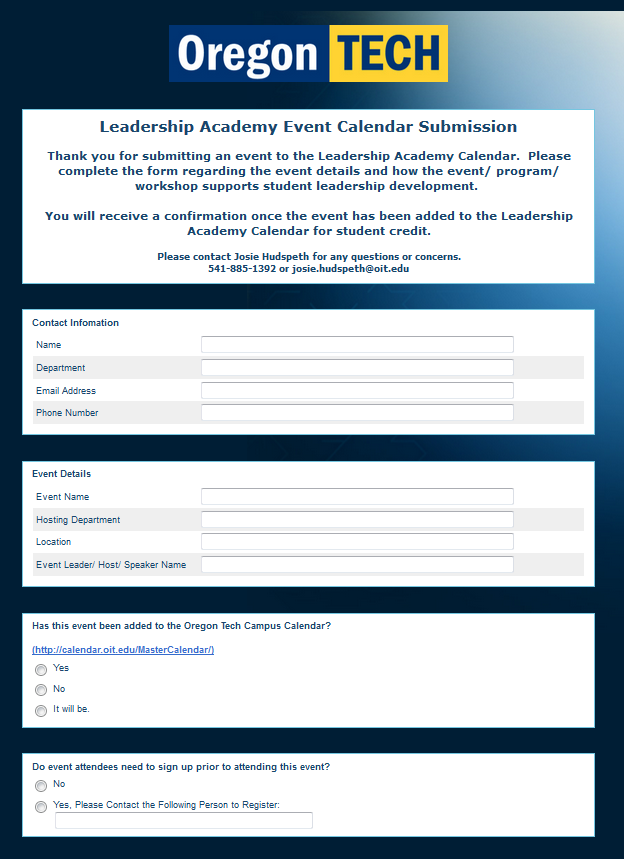 Oregon TECH
Leadership Academy Event Calendar Submission
Thank you for submitting an event to the Leadership Academy Calendar.  Please
complete the form regarding the event details and how the event/ program/
workshop supports student leadership development.
You will receive a confirmation once the event has been added to the Leadership
Academy Calendar for student credit.
Please contact Josie Hudspeth for any questions or concerns.
541-885-1392 or josie.hudspeth@oit.edu
Contact Infomation
Name
Department
Email Address
Phone Number
Event Details
Event Name
Hosting Department
Location
Event Leader/ Host/ Speaker Name
Has this event been added to the Oregon Tech Campus Calendar?
(http://calendar.oit.edu/MasterCalendar/)
Yes
No
It will be.
Do event attendees need to sign up prior to attending this event?
No
Yes, Please Contact the Following Person to Register: